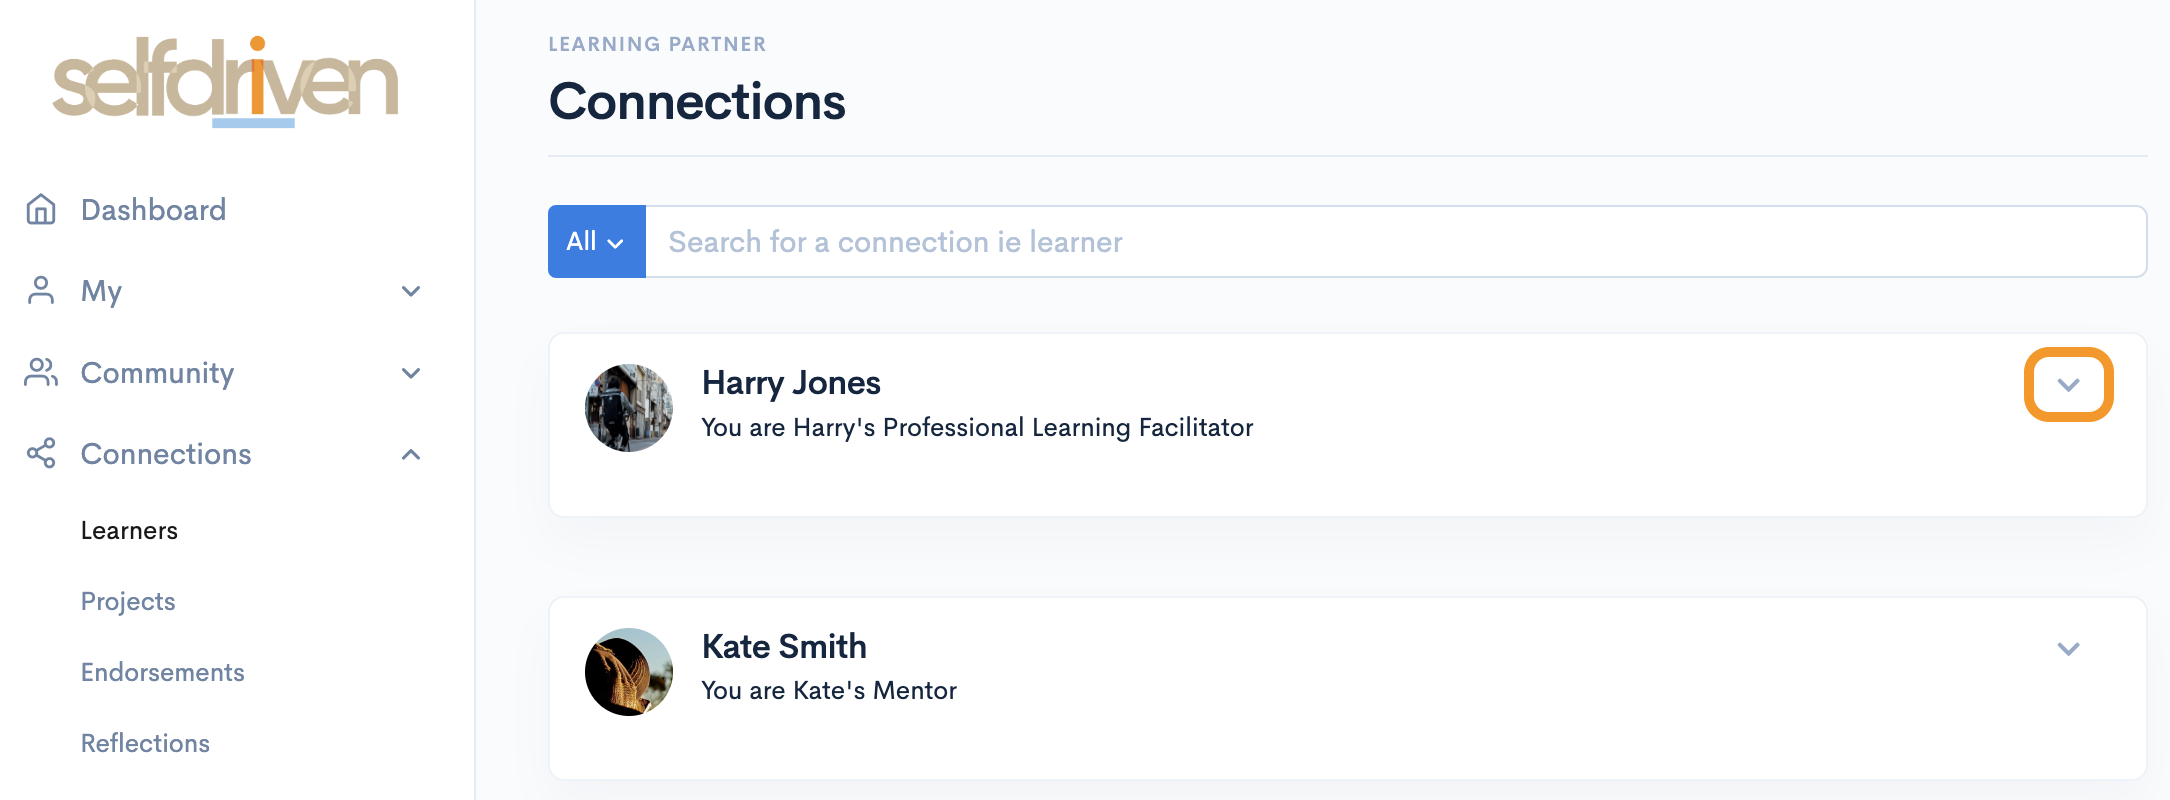 selfdriven
Dashboard
My
Community
Connections
Learners
Projects
Endorsements
Reflections
LEARNING PARTNER
Connections
All
Search for a connection ie learner
Harry Jones
You are Harry's Professional Learning Facilitator
Kate Smith
You are Kate's Mentor